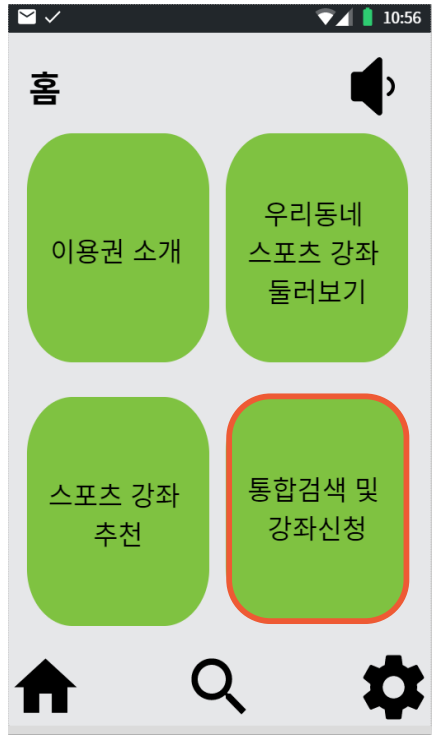 10:56
홈
이용권 소개
우리동네
스포츠 강좌
둘러보기
스포츠 강좌
추천
통합검색 및
강좌신청